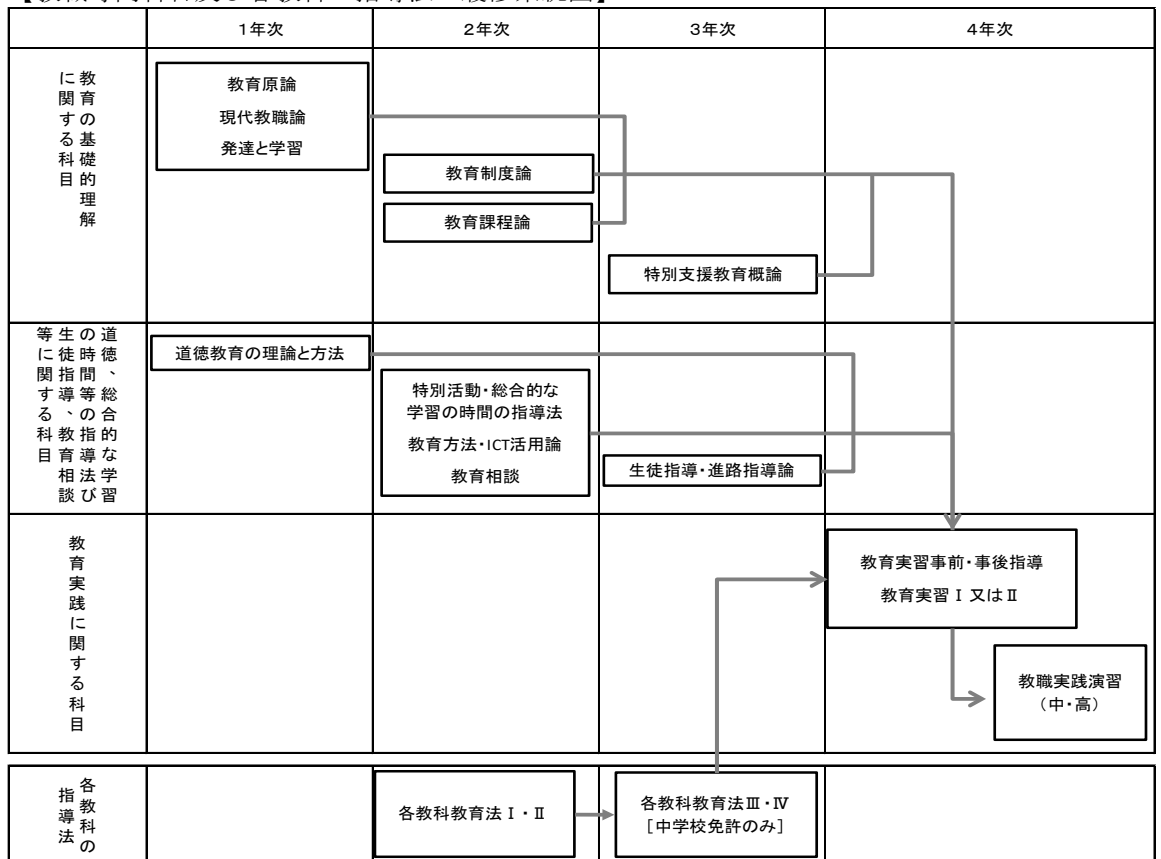 1年次
2年次
3年次
4年次
教育の基礎的理解
に関する科目
教育原論
現代教職論
発達と学習
教育制度論
教育課程論
特別支援教育概論
道徳、総合的な学習
の時間等の指導法及び
生徒指導、教育相談
等に関する科目
道徳教育の理論と方法
特別活動・総合的な
学習の時間の指導法
教育方法・ICT活用論
教育相談
生徒指導・進路指導論
教育実践に関する科目
教育実習事前・事後指導
教育実習Ⅰ又はⅡ
教職実践演習
（中・高）
各教科の
指導法
各教科教育法Ⅰ・Ⅱ
各教科教育法Ⅲ・Ⅳ
［中学校免許のみ］